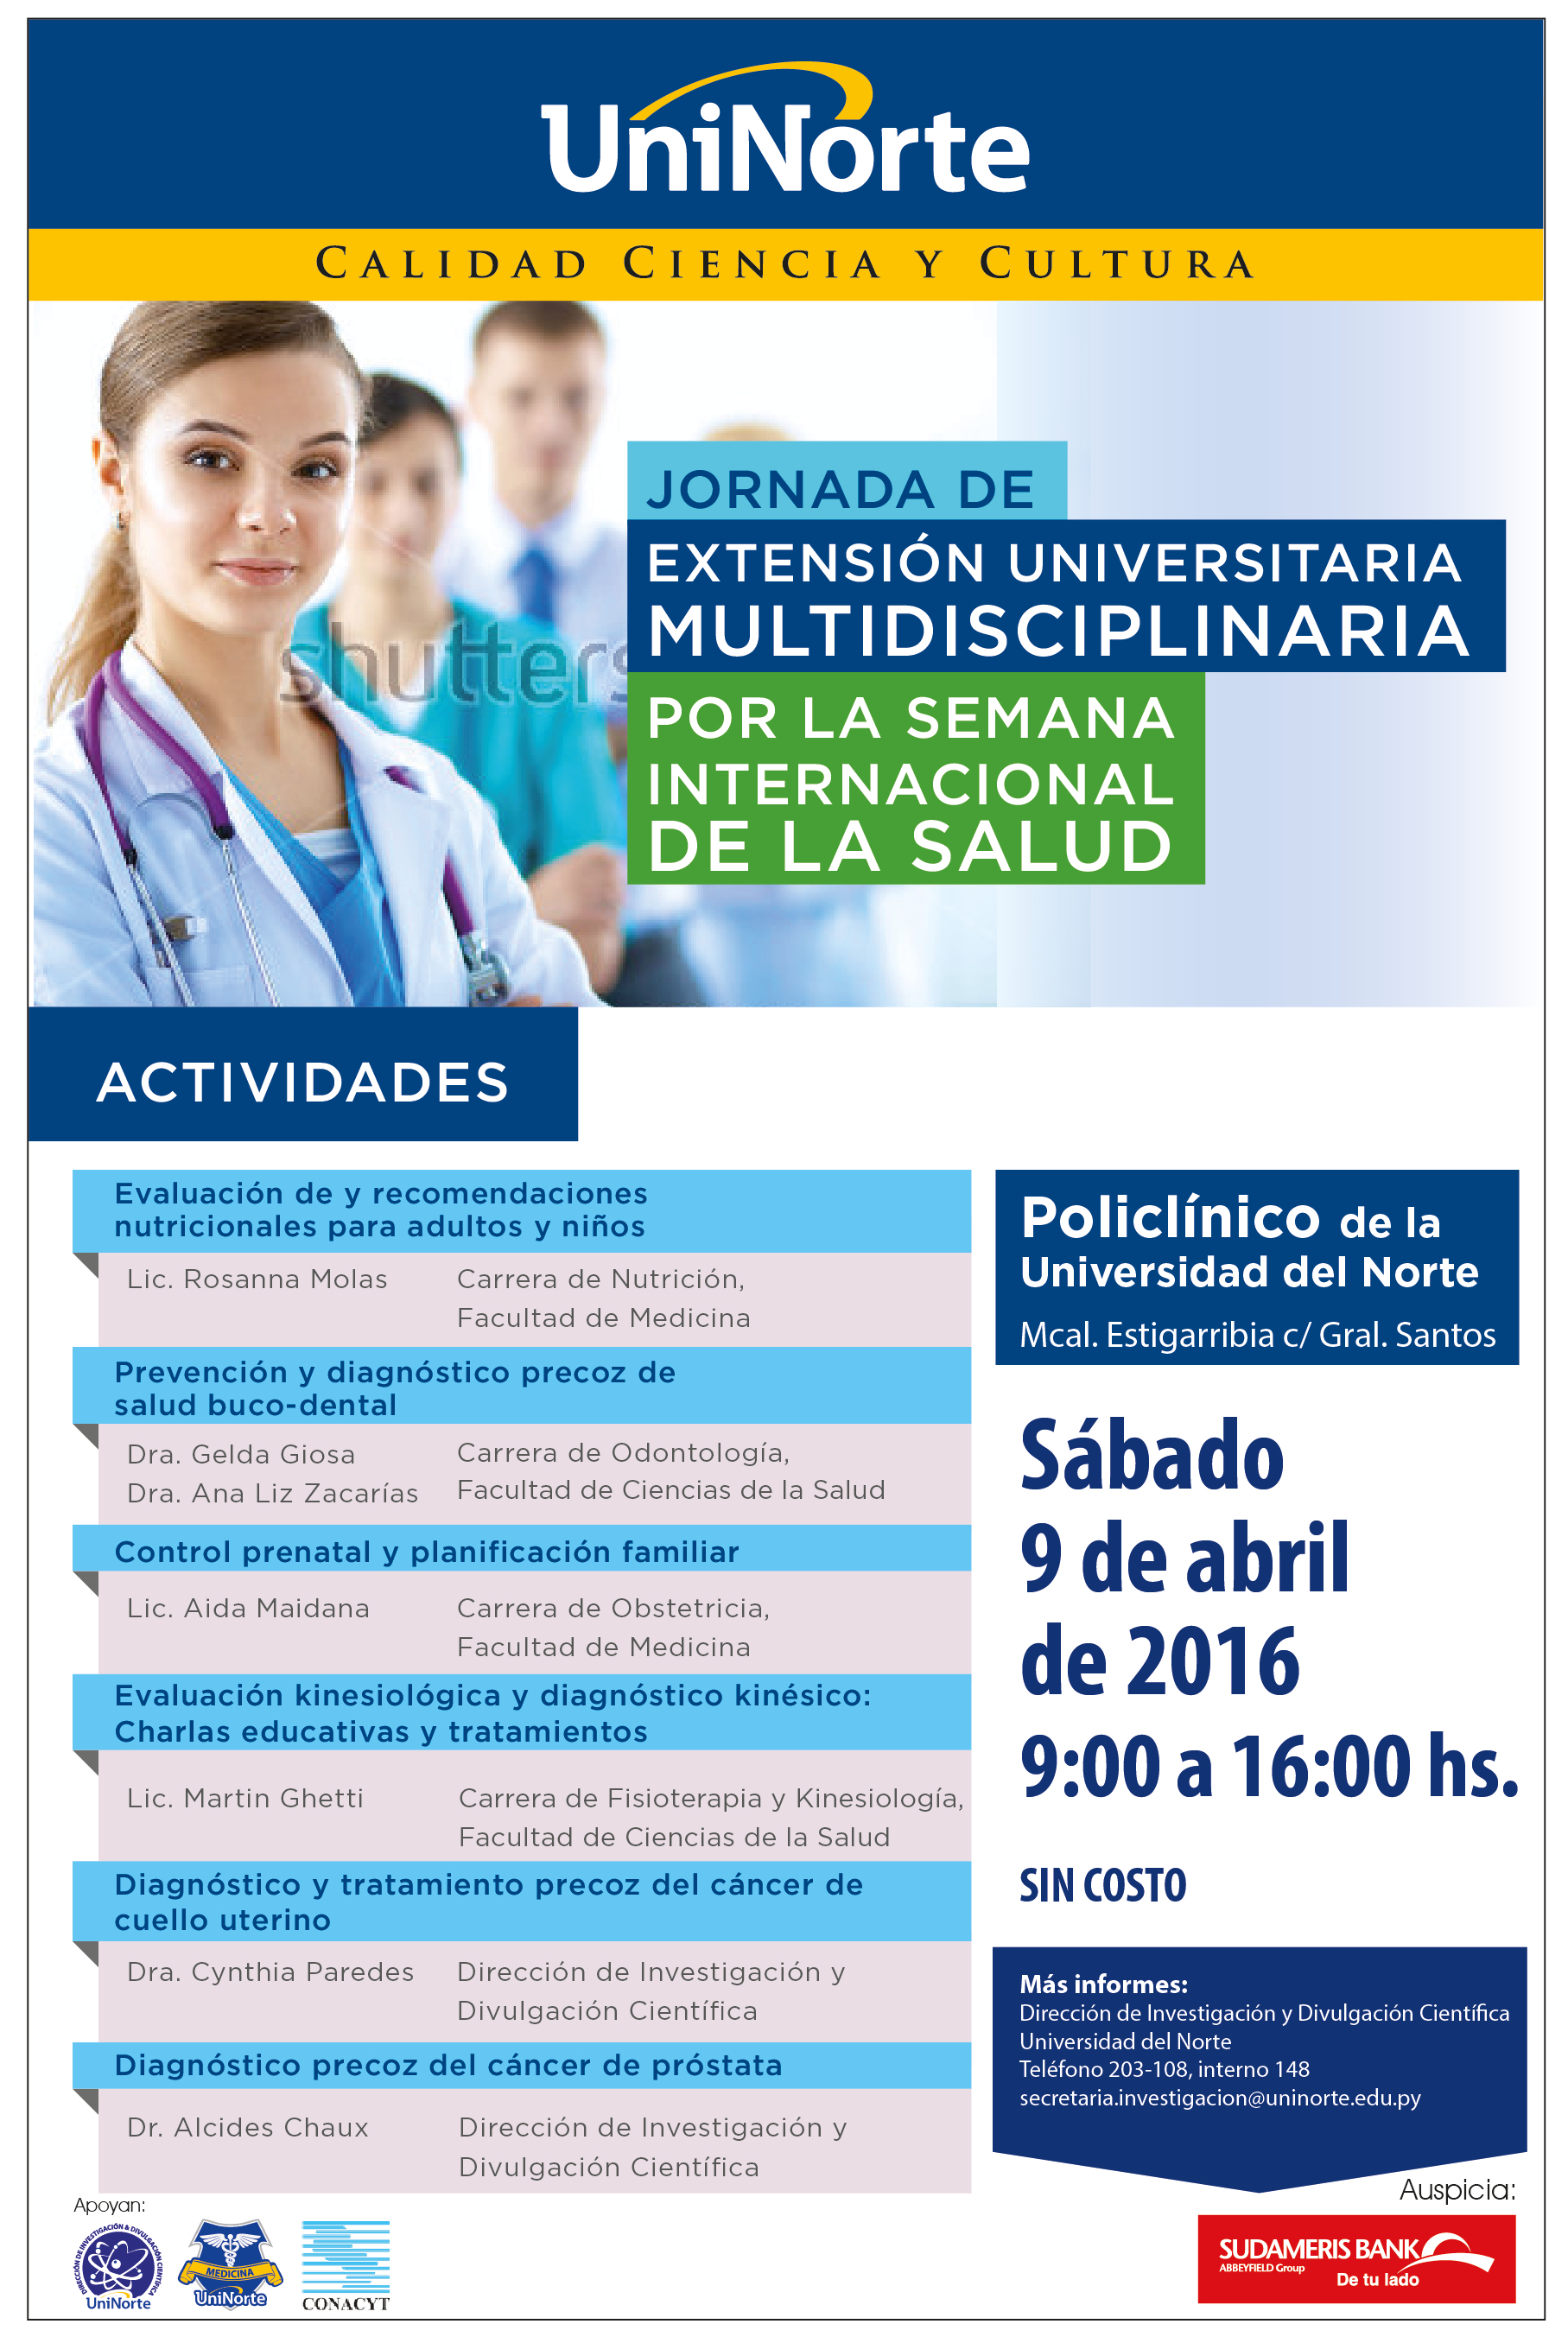 UniNorte
CALIDAD CIENCIA Y CULTURA
shutters
JORNADA DE
EXTENSIÓN UNIVERSITARIA
MULTIDISCIPLINARIA
POR LA SEMANA
INTERNACIONAL
DE LA SALUD
ACTIVIDADES
Evaluación de y recomendaciones
nutricionales para adultos y niños
Lic. Rosanna Molas Carrera de Nutrición,
Facultad de Medicina
Prevención y diagnóstico precoz de
salud buco-dental
Dra. Gelda Giosa Carrera de Odontología,
Dra. Ana Liz Zacarías Facultad de Ciencias de la Salud
Control prenatal y planificación familiar
Lic. Aida Maidana Carrera de Obstetricia,
Facultad de Medicina
Evaluación kinesiológica y diagnóstico kinésico:
Charlas educativas y tratamientos
Lic. Martin Ghetti Carrera de Fisioterapia y Kinesiología,
Facultad de Ciencias de la Salud
Diagnóstico y tratamiento precoz del cáncer de
cuello uterino
Dra. Cynthia Paredes Dirección de Investigación y
Divulgación Científica
Diagnóstico precoz del cáncer de próstata
Dr. Alcides Chaux Dirección de Investigación y
Divulgación Científica
Policlínico de la
Universidad del Norte
Mcal. Estigarribia c/ Gral. Santos
Sábado
9 de abril
de 2016
9:00 a 16:00 hs.
SIN COSTO
Más informes:
Dirección de Investigación y Divulgación Científica
Universidad del Norte
Teléfono 203-108, interno 148
secretaria.investigacion@uninorte.edu.py
Apoyan:
DIRECCIÓN DE INVESTIGACIÓN & DIVULGACIÓN CIENTÍFICA
UniNorte
MEDICINA
UniNorte
CONACYT
Auspicia:
SUDAMERIS BANK
ABBEYFIELD Group
De tu lado